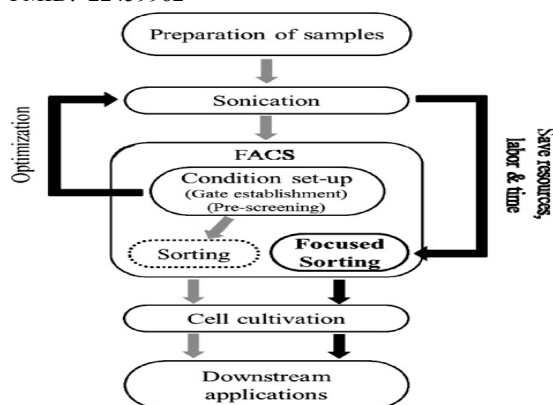 Preparation of samples
Sonication
Optimization
Save resources,
labor & time
FACS
Condition set-up
(Gate establishment)
(Pre-screening)
Sorting
Focused
Sorting
Cell cultivation
Downstream
applications